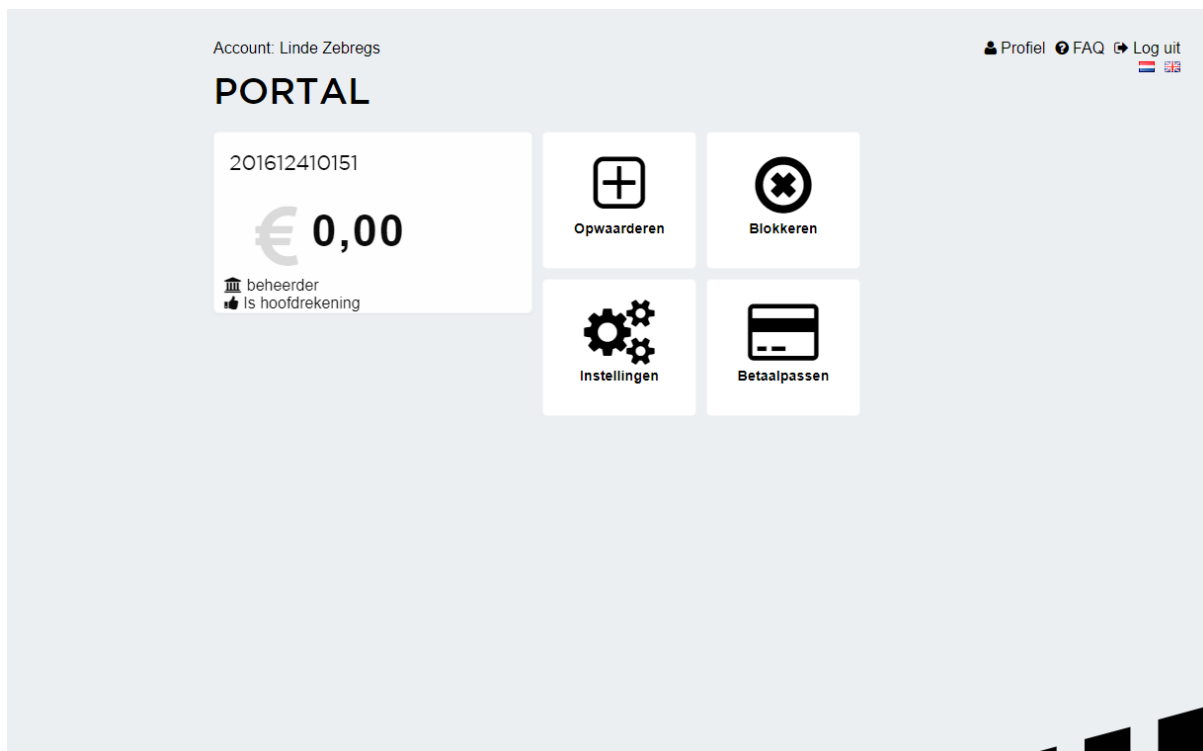 Account: Linde Zebregs
Profiel FAQ Log uit
PORTAL
201612410151
€ 0,00
beheerder
Is hoofdrekening
Opwaarderen
Blokkeren
Instellingen
Betaalpassen